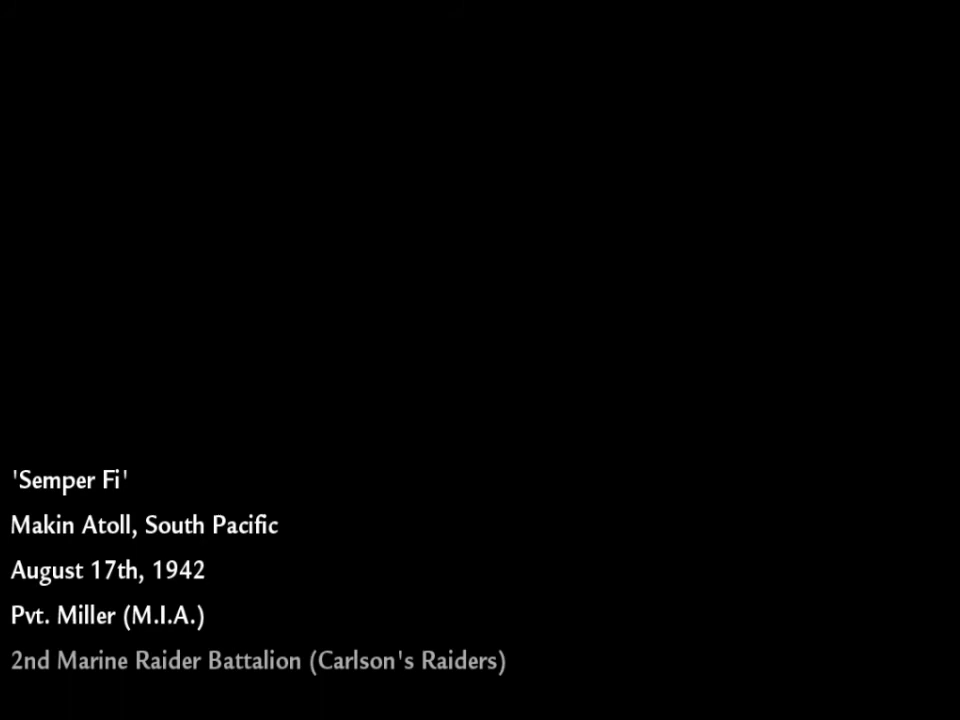 'Semper Fi'
Makin Atoll, South Pacific
August 17th, 1942
Pvt. Miller (M.I.A.)
2nd Marine Raider Battalion (Carlson's Raiders)